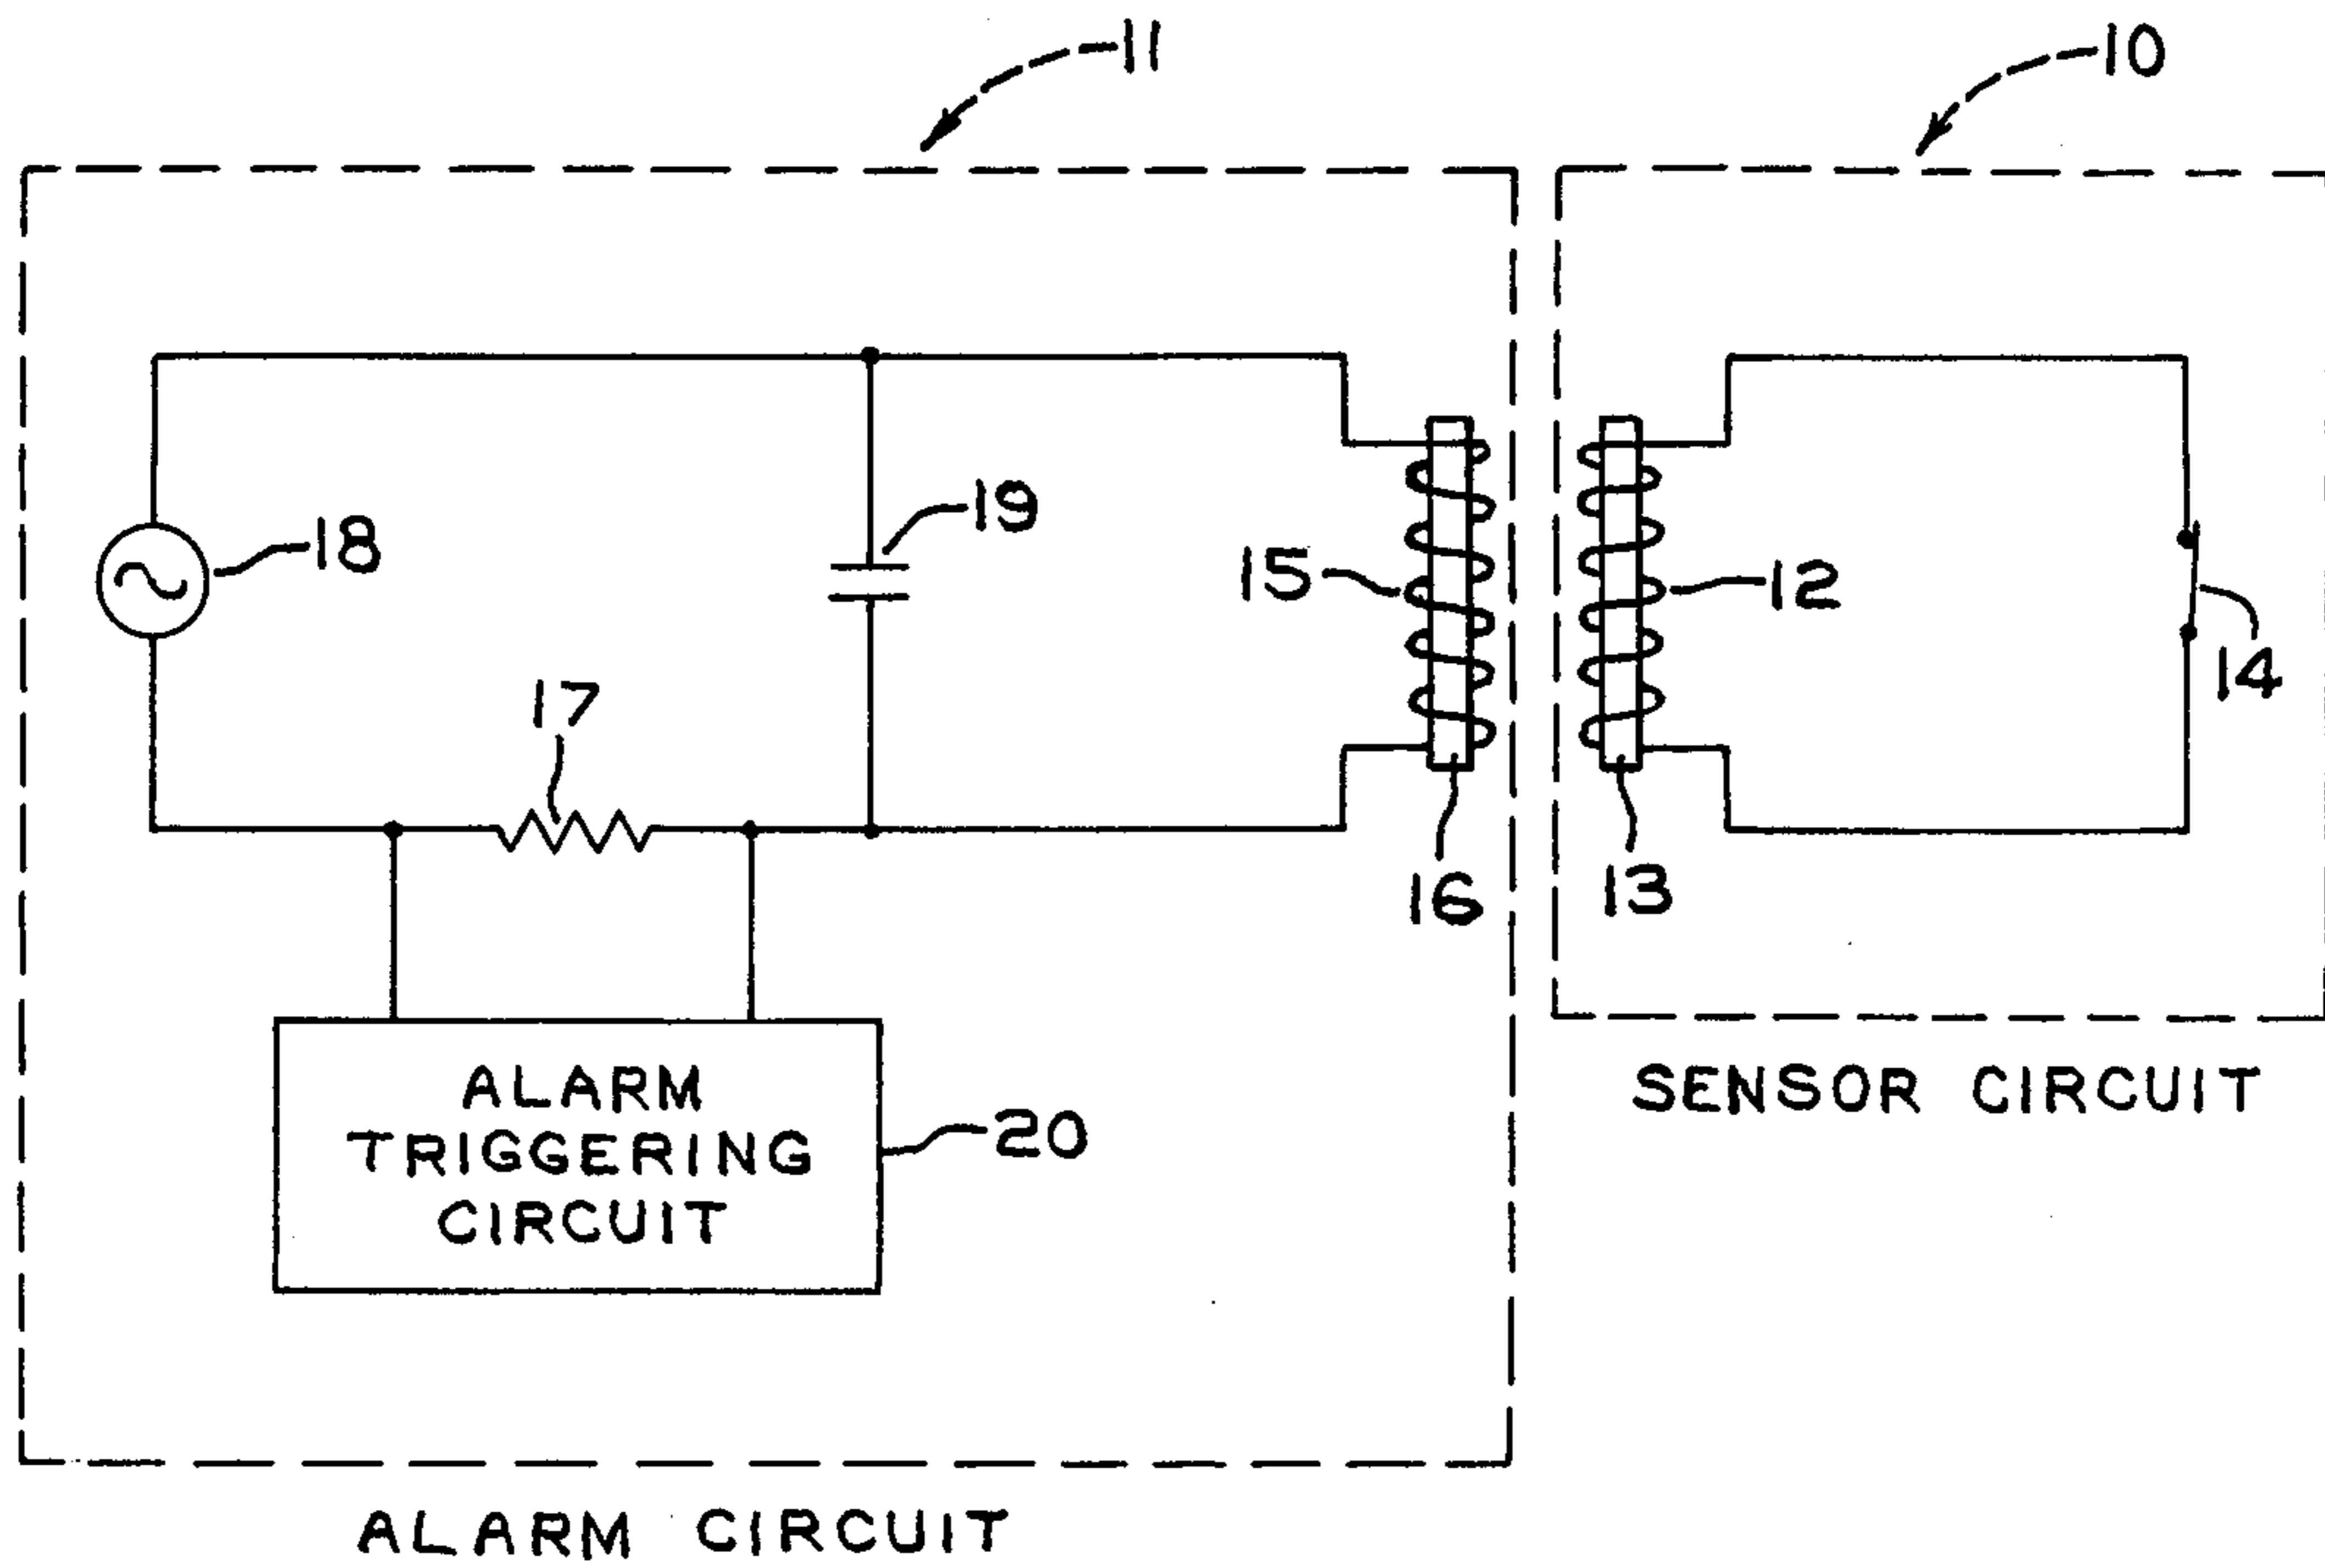 11
10
18
19
15
12
14
17
16
13
ALARM
TRIGGERING
CIRCUIT
20
SENSOR CIRCUIT
ALARM CIRCUIT